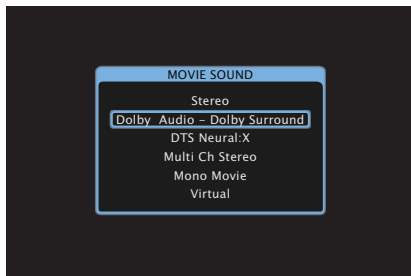 MOVIE SOUND
Stereo
Dolby Audio – Dolby Surround
DTS Neural:X
Multi Ch Stereo
Mono Movie
Virtual